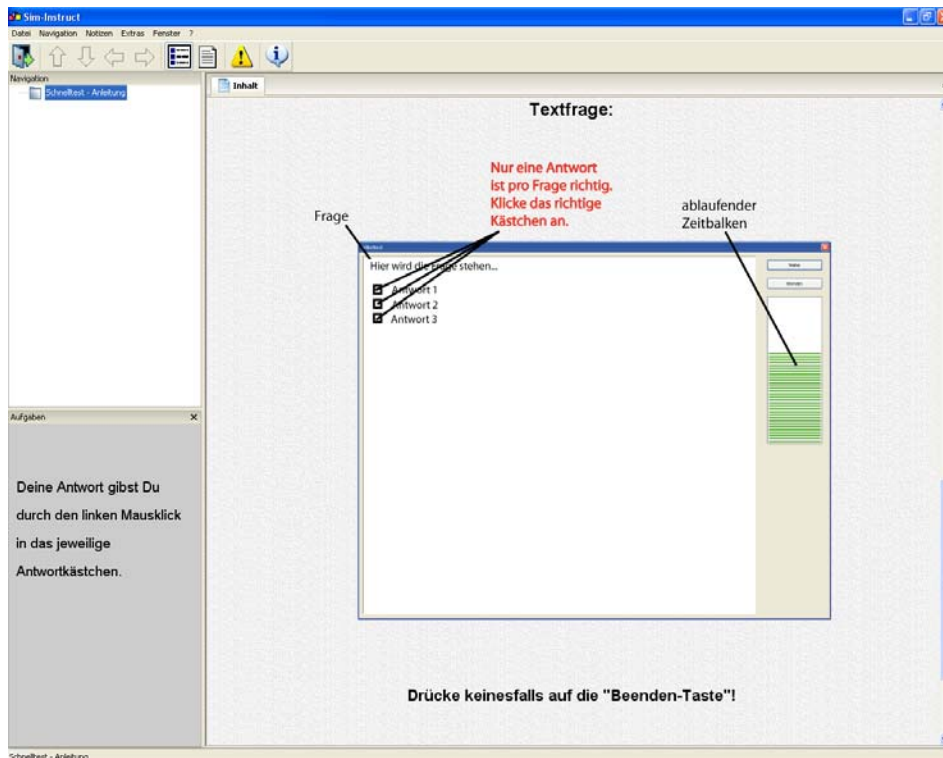 Sim-Instruct
Datei Navigation Notizen Extras Fenster ?
Navigation
Schnelltest - Anleitung
Inhalt
Textfrage:
Nur eine Antwort
ist pro Frage richtig.
Klicke das richtige
Kästchen an.
Frage
ablaufender
Zeitbalken
Hier wird die Frage stehen...
Antwort 1
Antwort 2
Antwort 3
Aufgaben
Deine Antwort gibst Du
durch den linken Mausklick
in das jeweilige
Antwortkästchen.
Drücke keinesfalls auf die "Beenden-Taste"!
Schnelltest - Anleitung